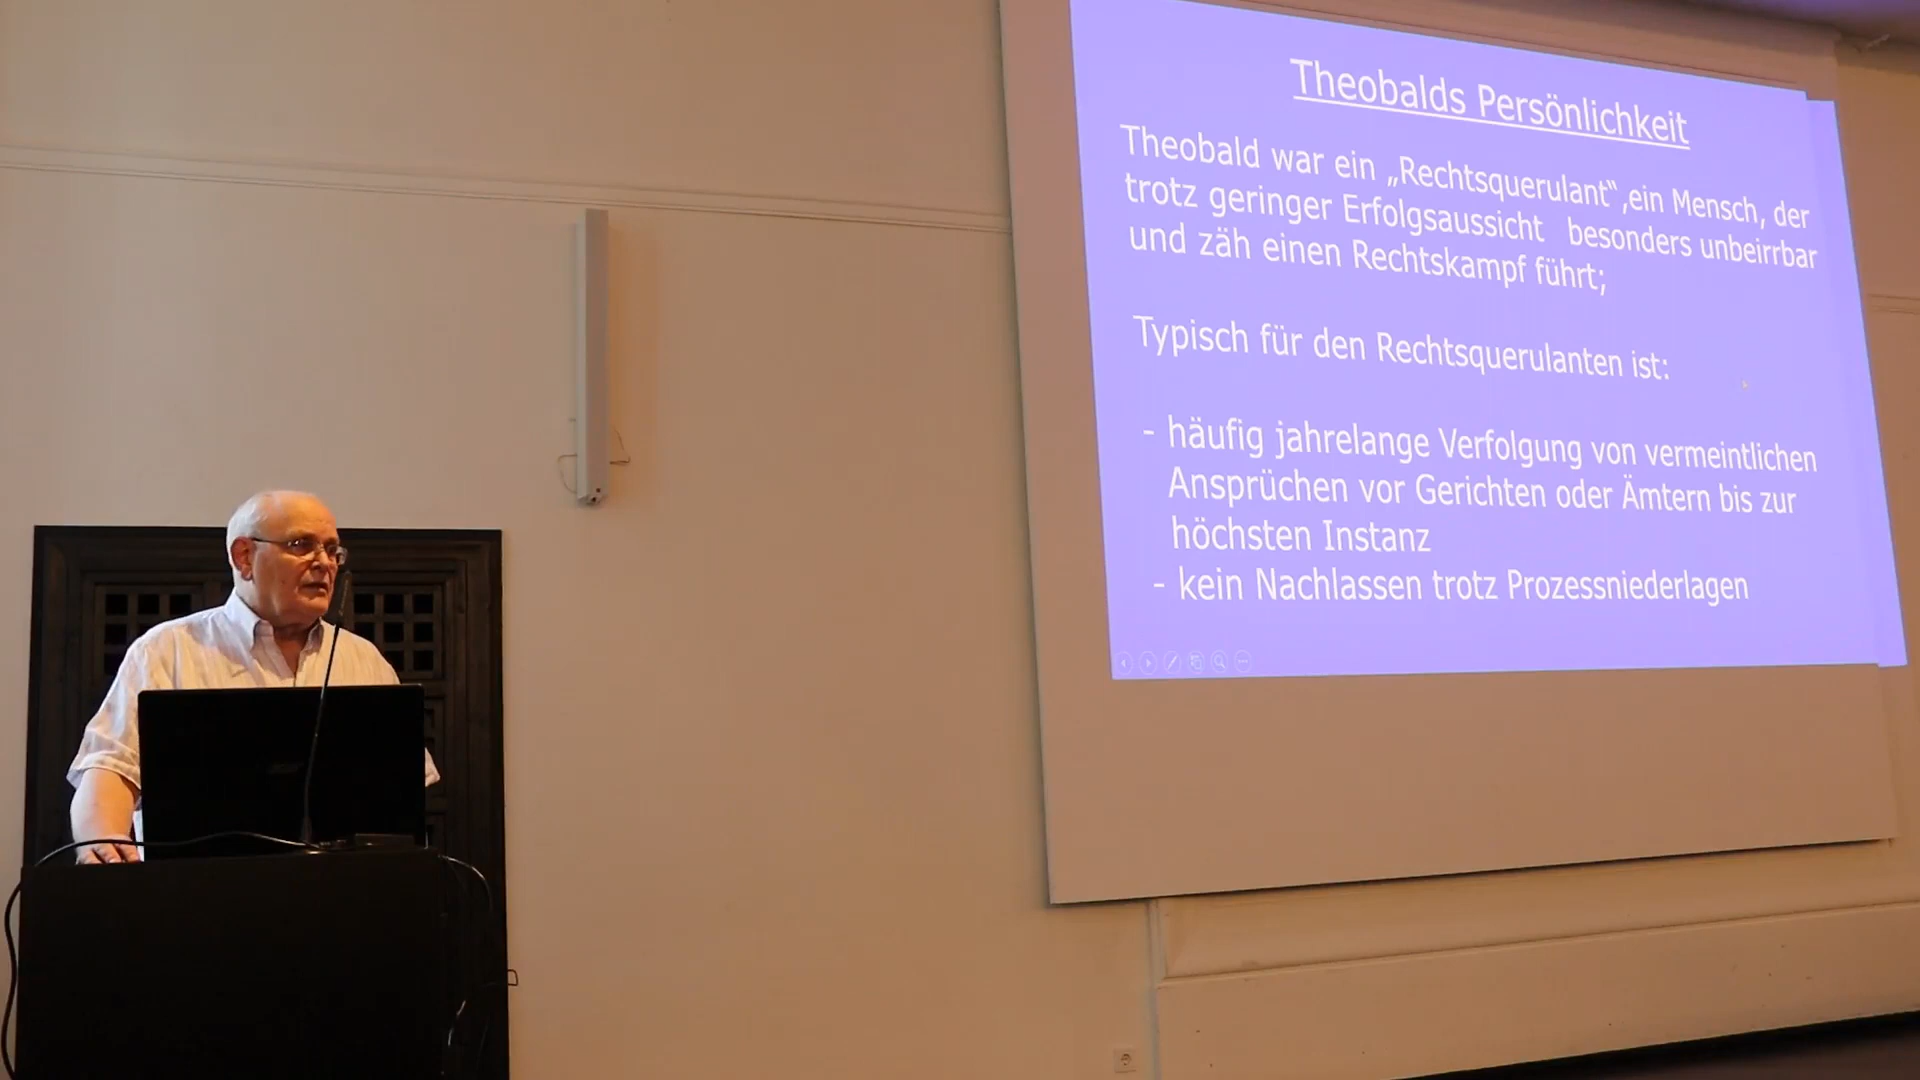 Theobalds Persönlichkeit
Theobald war ein „Rechtsquerulant“,ein Mensch, der
trotz geringer Erfolgsaussicht besonders unbeirrbar
und zäh einen Rechtskampf führt;
Typisch für den Rechtsquerulanten ist:
- häufig jahrelange Verfolgung von vermeintlichen
Ansprüchen vor Gerichten oder Ämtern bis zur
höchsten Instanz
- kein Nachlassen trotz Prozessniederlagen